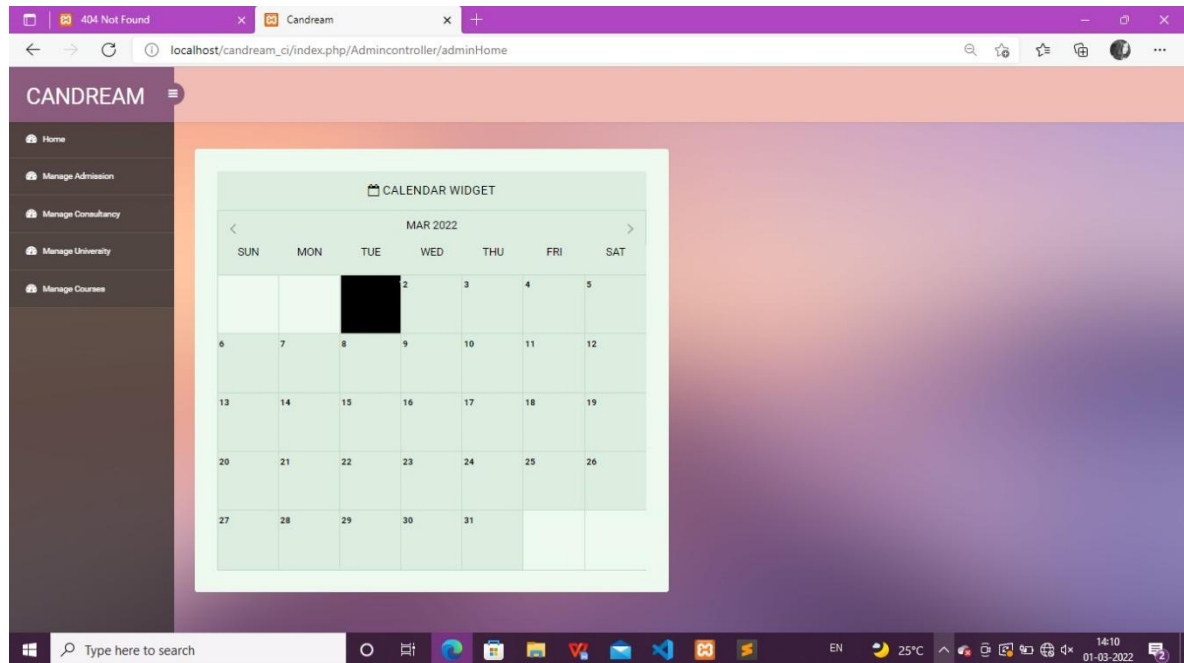 404 Not Found
Candream
localhost/candream_ci/index.php/Admincontroller/adminHome
CANDREAM
Home
Manage Admission
Manage Consultancy
Manage University
Manage Courses
CALENDAR WIDGET
MAR 2022
SUN MON TUE WED THU FRI SAT
2 3 4 5
6 7 8 9 10 11 12
13 14 15 16 17 18 19
20 21 22 23 24 25 26
27 28 29 30 31
Type here to search
EN 25°C 14:10
01-03-2022 2